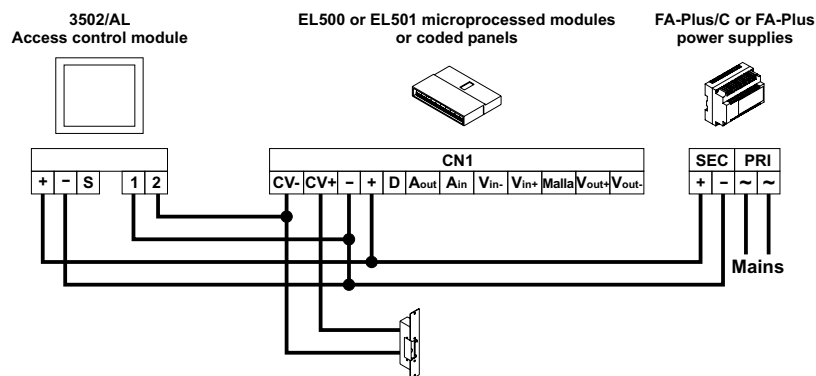 3502/AL
Access control module
EL500 or EL501 microprocessed modules
or coded panels
FA-Plus/C or FA-Plus
power supplies
+ − S 1 2
CN1
CV- CV+ − + D Aout Ain Vin- Vin+ Malla Vout+ Vout-
SEC PRI
+ − ~ ~
Mains